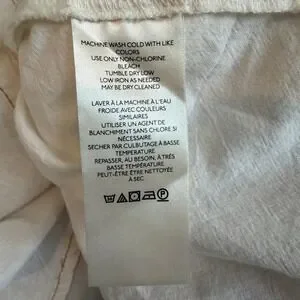 MACHINE WASH COLD WITH LIKE
COLORS
USE ONLY NON-CHLORINE
BLEACH
TUMBLE DRY LOW
LOW IRON AS NEEDED
MAY BE DRY CLEANED
LAVER À LA MACHINE À L'EAU
FROIDE AVEC COULEURS
SIMILAIRES
UTILISER UN AGENT DE
BLANCHIMENT SANS CHLORE SI
NÉCESSAIRE
SECHER PAR CULBUTAGE À BASSE
TEMPERATURE
REPASSER, AU BESOIN, À TRÈS
BASSE TEMPÉRATURE
PEUT-ÊTRE ÊTRE NETTOYÉE
À SEC